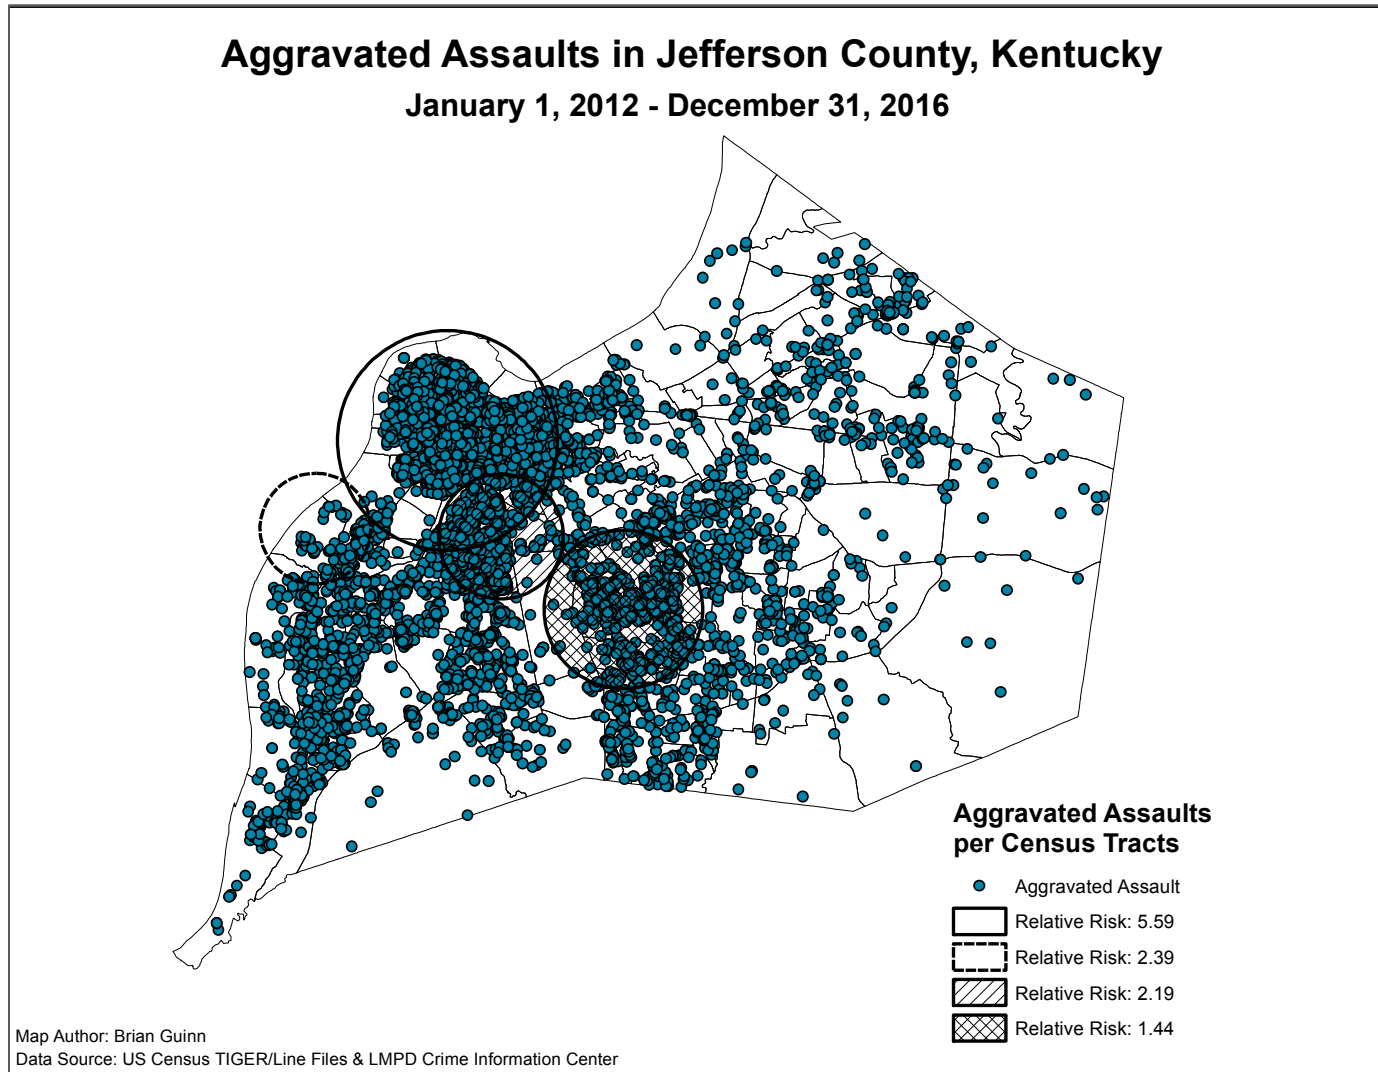 Aggravated Assaults in Jefferson County, Kentucky
January 1, 2012 - December 31, 2016
Aggravated Assaults
per Census Tracts
Aggravated Assault
Relative Risk: 5.59
Relative Risk: 2.39
Relative Risk: 2.19
Relative Risk: 1.44
Map Author: Brian Guinn
Data Source: US Census TIGER/Line Files & LMPD Crime Information Center